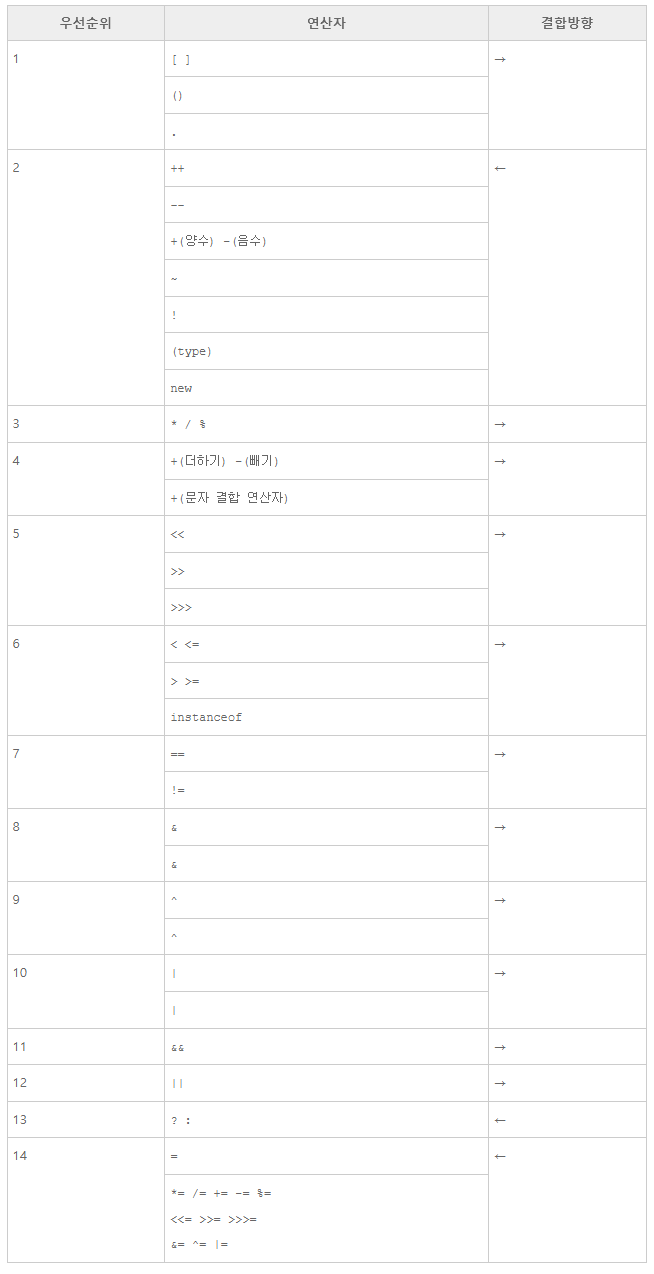 우선순위 연산자 결합방향
1 [ ] →
()
.
2 ++ ←
--
+(양수) -(음수)
~
!
(type)
new
3 * / % →
4 +(더하기) -(빼기) →
+(문자 결합 연산자)
5 << →
>>
>>>
6 < <= →
> >=
instanceof
7 == →
!=
8 & →
&
9 ^ →
^
10 | →
|
11 && →
12 || →
13 ? : ←
14 = ←
*= /= += -= %=
<<= >>= >>>=
&= ^= |=